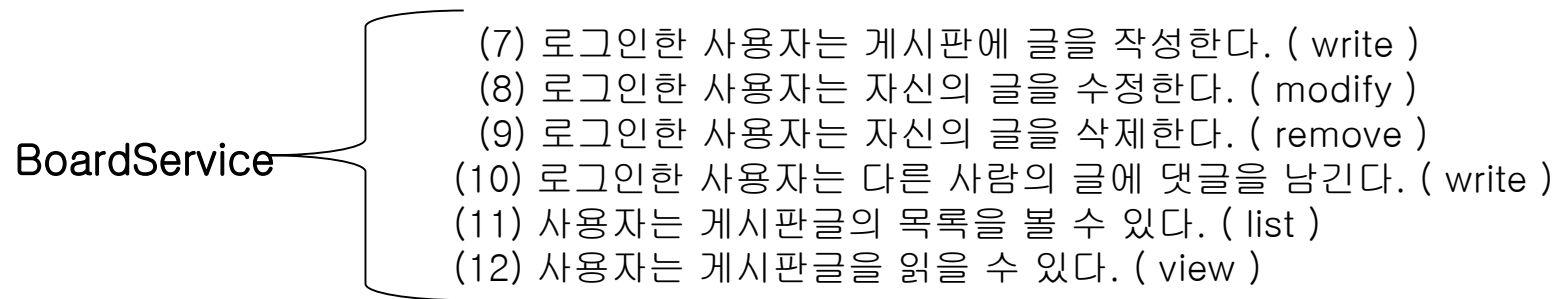 (7) 로그인한 사용자는 게시판에 글을 작성한다. ( write )
(8) 로그인한 사용자는 자신의 글을 수정한다. ( modify )
(9) 로그인한 사용자는 자신의 글을 삭제한다. ( remove )
BoardService
(10) 로그인한 사용자는 다른 사람의 글에 댓글을 남긴다. ( write )
(11) 사용자는 게시판글의 목록을 볼 수 있다. ( list )
(12) 사용자는 게시판글을 읽을 수 있다. ( view )